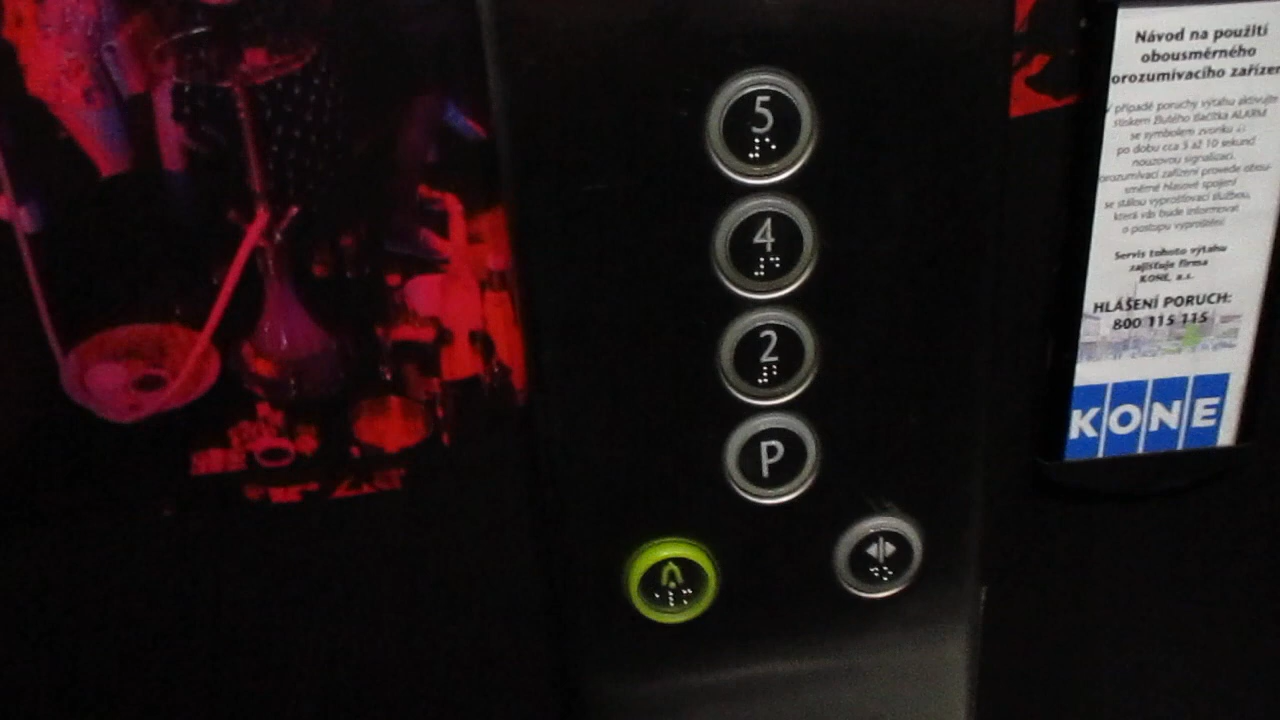 5
4
2
P
Návod na použití
obousměrného
orozumívacího zařízen
V případě poruchy výtahu aktivujte
stiskem žlutého tlačítka ALARM
se symbolem zvonku
po dobu cca 5 až 10 sekund
nouzovou signalizaci.
orozumívací zařízení provede obou-
směrné hlasové spojení
se stálou vyprošťovací službou,
která vás bude informovat
o postupu vyproštění.
Servis tohoto výtahu
zajišťuje firma
KONE, a.s.
HLÁŠENÍ PORUCH:
800 115 115
KONE